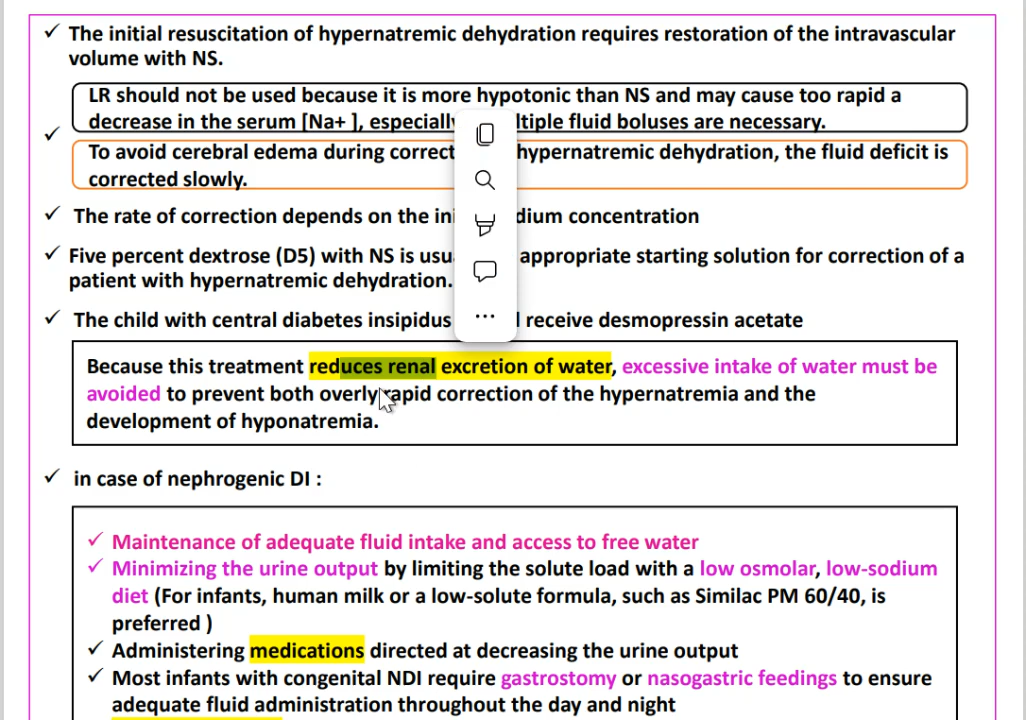 ✓ The initial resuscitation of hypernatremic dehydration requires restoration of the intravascular
volume with NS.
LR should not be used because it is more hypotonic than NS and may cause too rapid a
✓ decrease in the serum [Na+ ], especially ltiple fluid boluses are necessary.
To avoid cerebral edema during correct hypernatremic dehydration, the fluid deficit is
corrected slowly.
✓ The rate of correction depends on the ini dium concentration
✓ Five percent dextrose (D5) with NS is usu appropriate starting solution for correction of a
patient with hypernatremic dehydration.
✓ The child with central diabetes insipidus receive desmopressin acetate
Because this treatment reduces renal excretion of water, excessive intake of water must be
avoided to prevent both overly rapid correction of the hypernatremia and the
development of hyponatremia.
✓ in case of nephrogenic DI :
✓ Maintenance of adequate fluid intake and access to free water
✓ Minimizing the urine output by limiting the solute load with a low osmolar, low-sodium
diet (For infants, human milk or a low-solute formula, such as Similac PM 60/40, is
preferred )
✓ Administering medications directed at decreasing the urine output
✓ Most infants with congenital NDI require gastrostomy or nasogastric feedings to ensure
adequate fluid administration throughout the day and night